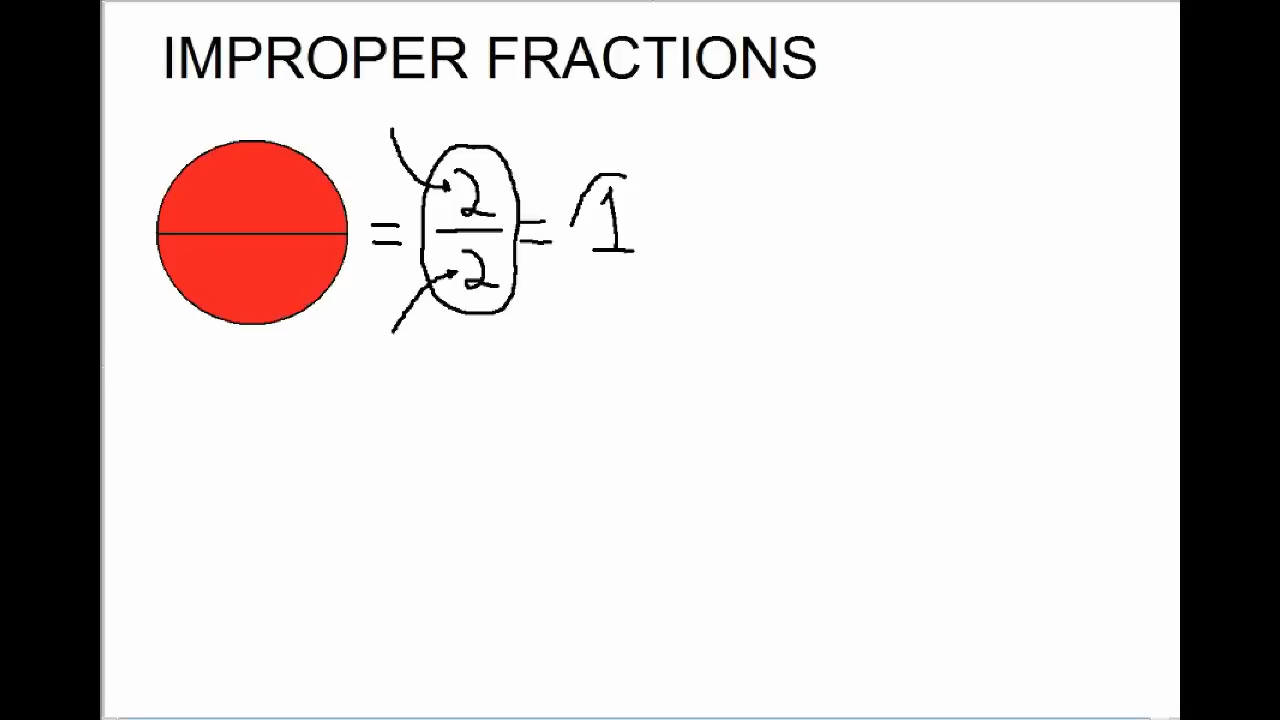 IMPROPER FRACTIONS
= 2/2 = 1